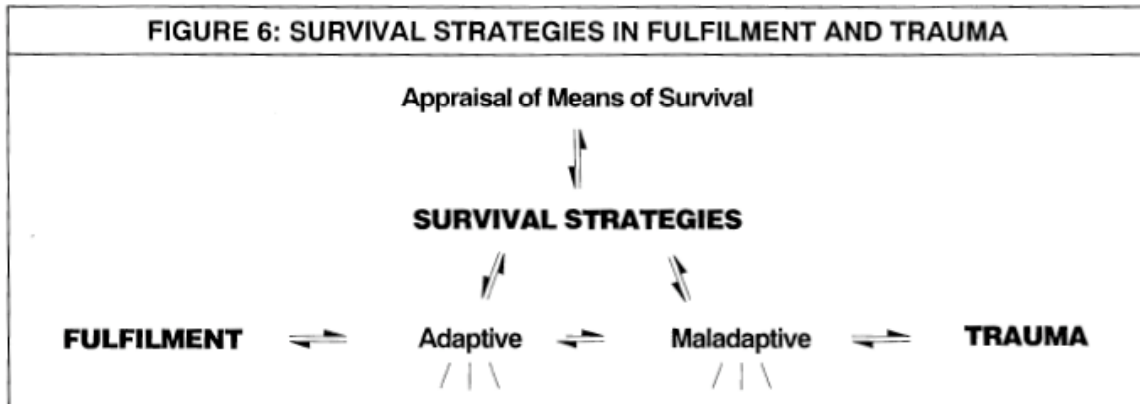 FIGURE 6: SURVIVAL STRATEGIES IN FULFILMENT AND TRAUMA
Appraisal of Means of Survival
SURVIVAL STRATEGIES
FULFILMENT Adaptive Maladaptive TRAUMA